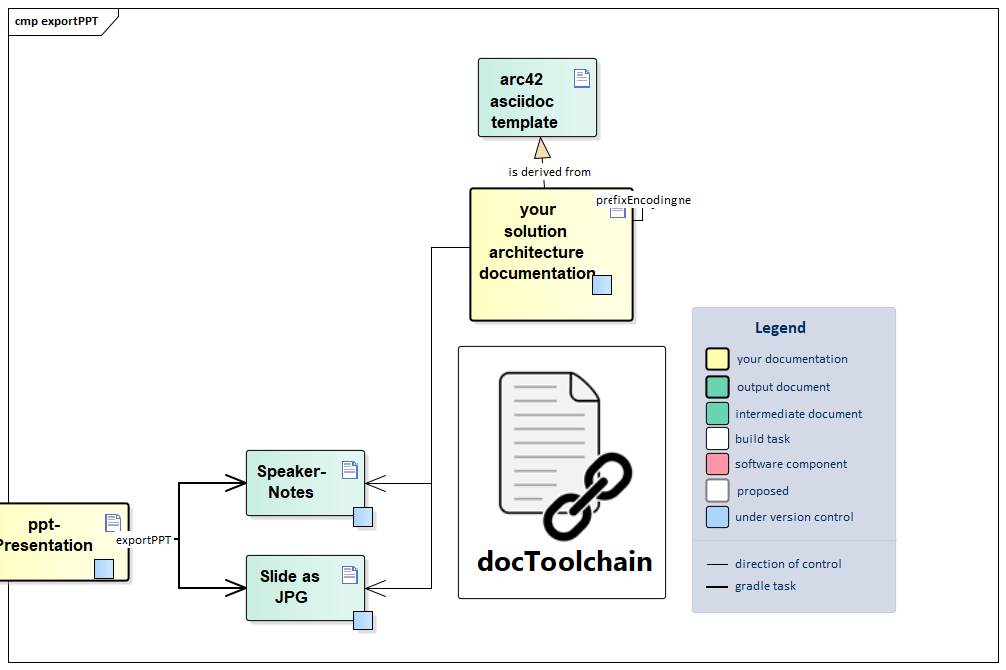 cmp exportPPT
arc42
asciidoc
template
is derived from
prefixEncodingne
your
solution
architecture
documentation
Legend
your documentation
output document
intermediate document
build task
software component
proposed
under version control
direction of control
gradle task
Speaker-
Notes
ppt-
Presentation
exportPPT
Slide as
JPG
docToolchain